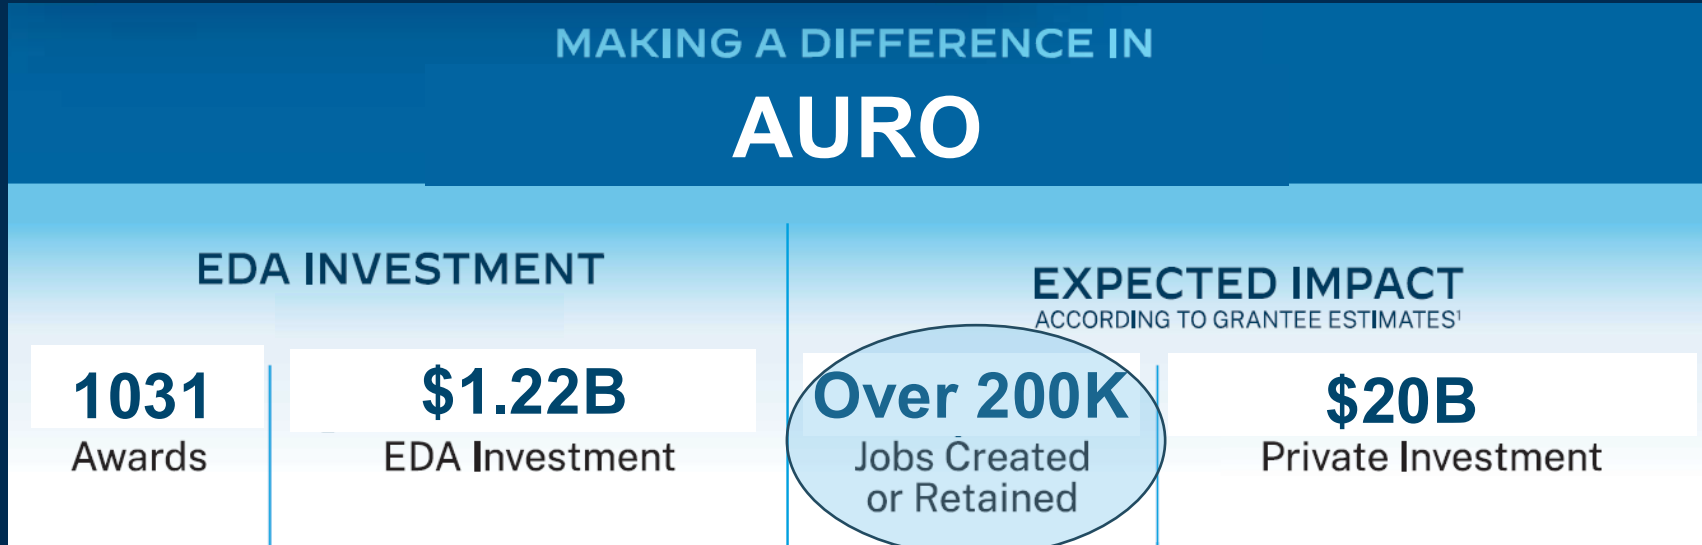 MAKING A DIFFERENCE IN
AURO
EDA INVESTMENT
1031
Awards
$1.22B
EDA Investment
EXPECTED IMPACT
ACCORDING TO GRANTEE ESTIMATES¹
Over 200K
Jobs Created
or Retained
$20B
Private Investment